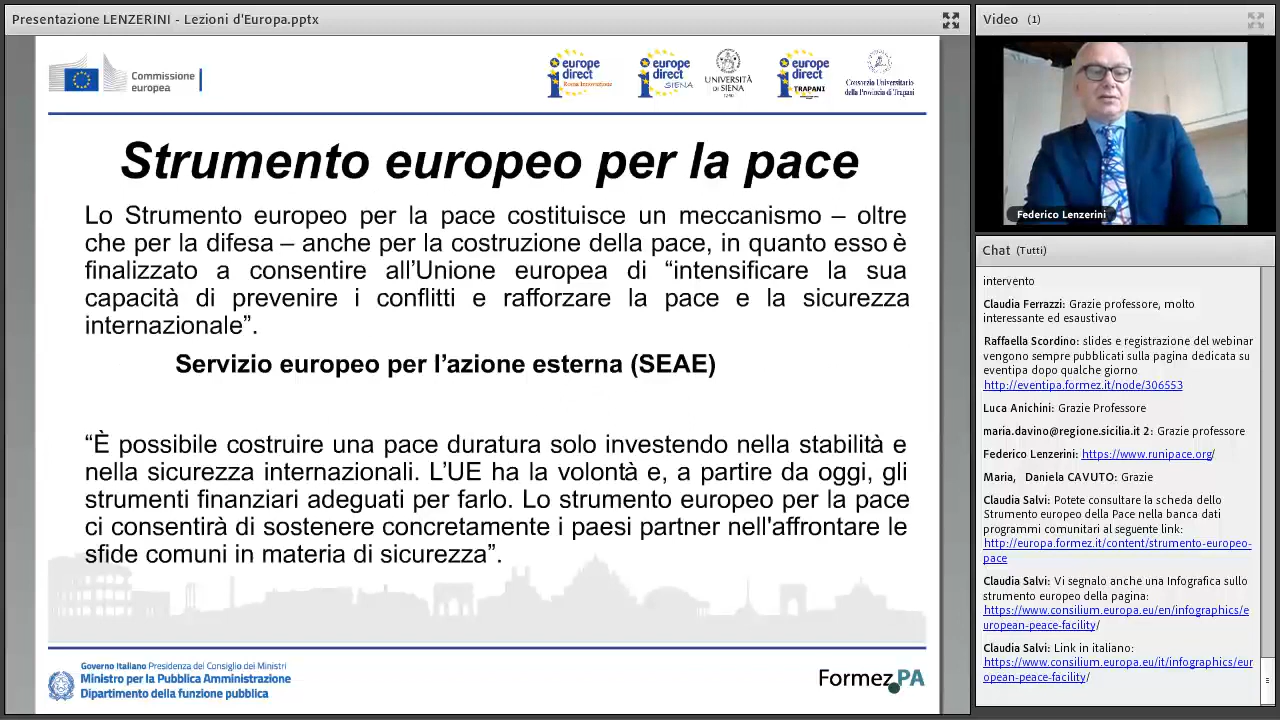 Presentazione LENZERINI - Lezioni d'Europa.pptx
Commissione
europea
europe
direct
Roma Innovazione
europe
direct
SIENA
UNIVERSITÀ
DI SIENA
1240
europe
direct
TRAPANI
Consorzio Universitario
della Provincia di Trapani
Strumento europeo per la pace
Lo Strumento europeo per la pace costituisce un meccanismo – oltre
che per la difesa – anche per la costruzione della pace, in quanto esso è
finalizzato a consentire all’Unione europea di “intensificare la sua
capacità di prevenire i conflitti e rafforzare la pace e la sicurezza
internazionale”.
Servizio europeo per l’azione esterna (SEAE)
“È possibile costruire una pace duratura solo investendo nella stabilità e
nella sicurezza internazionali. L’UE ha la volontà e, a partire da oggi, gli
strumenti finanziari adeguati per farlo. Lo strumento europeo per la pace
ci consentirà di sostenere concretamente i paesi partner nell'affrontare le
sfide comuni in materia di sicurezza”.
Governo Italiano Presidenza del Consiglio dei Ministri
Ministro per la Pubblica Amministrazione
Dipartimento della funzione pubblica
Formez PA
Video (1)
Federico Lenzerini
Chat (Tutti)
intervento
Claudia Ferrazzi: Grazie professore, molto
interessante ed esaustivao
Raffaella Scordino: slides e registrazione del webinar
vengono sempre pubblicati sulla pagina dedicata su
eventipa dopo qualche giorno
http://eventipa.formez.it/node/306553
Luca Anichini: Grazie Professore
maria.davino@regione.sicilia.it 2: Grazie professore
Federico Lenzerini: https://www.runipace.org/
Maria, Daniela CAVUTO: Grazie
Claudia Salvi: Potete consultare la scheda dello
Strumento europeo della Pace nella banca dati
programmi comunitari al seguente link:
http://europa.formez.it/content/strumento-europeo-
pace
Claudia Salvi: Vi segnalo anche una Infografica sullo
strumento europeo della pagina:
https://www.consilium.europa.eu/en/infographics/e
uropean-peace-facility/
Claudia Salvi: Link in italiano:
https://www.consilium.europa.eu/it/infographics/eur
opean-peace-facility/